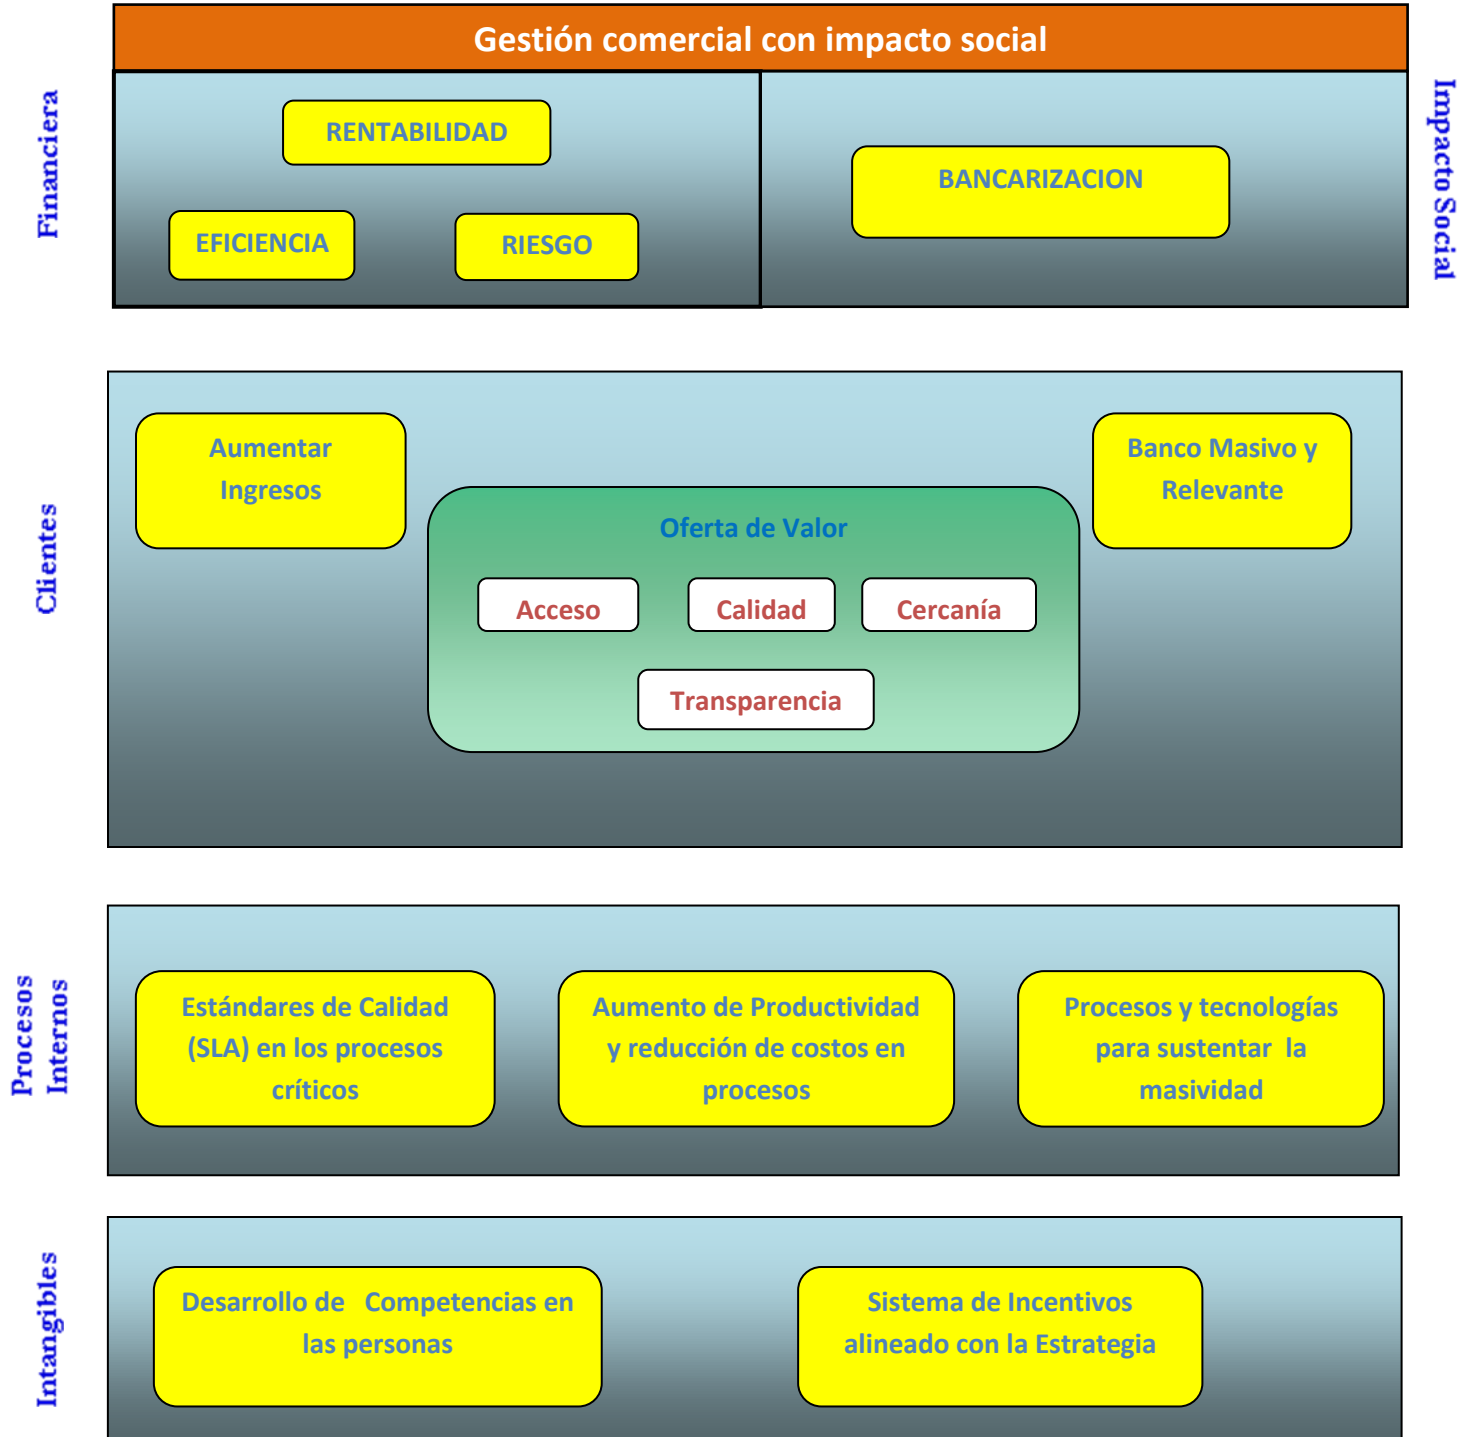 Gestión comercial con impacto social
Financiera
RENTABILIDAD
EFICIENCIA
RIESGO
BANCARIZACION
Impacto Social
Clientes
Aumentar
Ingresos
Oferta de Valor
Acceso
Calidad
Cercanía
Transparencia
Banco Masivo y
Relevante
Procesos
Internos
Estándares de Calidad
(SLA) en los procesos
críticos
Aumento de Productividad
y reducción de costos en
procesos
Procesos y tecnologías
para sustentar la
masividad
Intangibles
Desarrollo de Competencias en
las personas
Sistema de Incentivos
alineado con la Estrategia